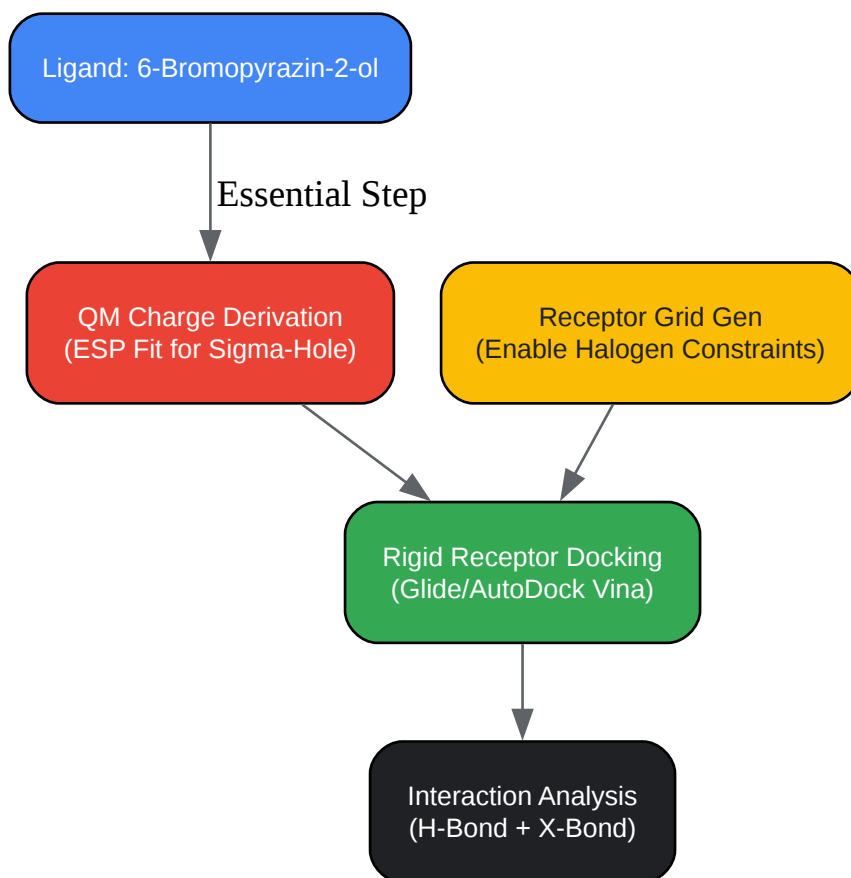 Ligand: 6-Bromopyrazin-2-ol
Essential Step
QM Charge Derivation
(ESP Fit for Sigma-Hole)
Receptor Grid Gen
(Enable Halogen Constraints)
Rigid Receptor Docking
(Glide/AutoDock Vina)
Interaction Analysis
(H-Bond + X-Bond)